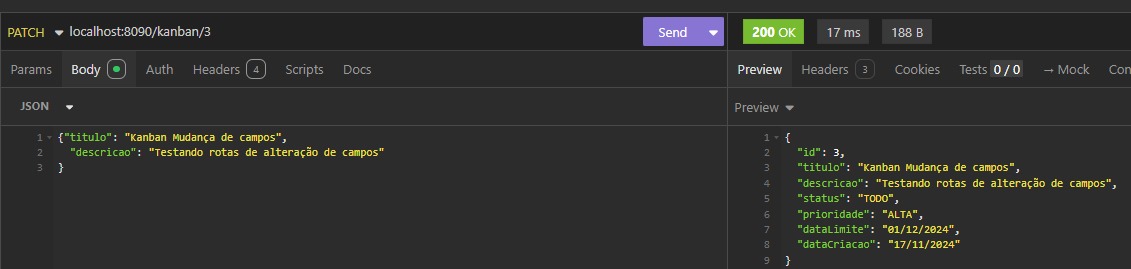 PATCH localhost:8090/kanban/3 Send
Params Body Auth Headers 4 Scripts Docs
JSON
1 {"titulo": "Kanban Mudança de campos",
2 "descricao": "Testando rotas de alteração de campos"
3 }
200 OK 17 ms 188 B
Preview Headers 3 Cookies Tests 0 / 0 → Mock Con
Preview
1 {
2 "id": 3,
3 "titulo": "Kanban Mudança de campos",
4 "descricao": "Testando rotas de alteração de campos",
5 "status": "TODO",
6 "prioridade": "ALTA",
7 "dataLimite": "01/12/2024",
8 "dataCriacao": "17/11/2024"
9 }